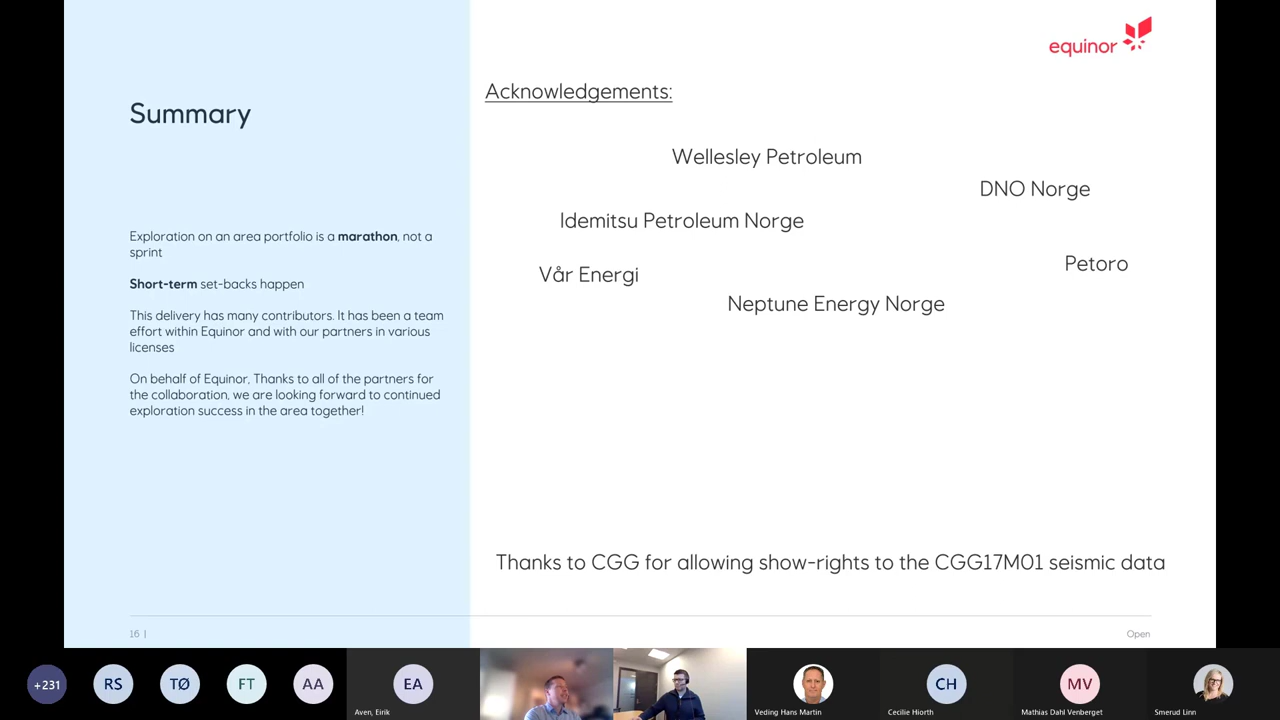 equinor
Summary
Exploration on an area portfolio is a marathon, not a
sprint
Short-term set-backs happen
This delivery has many contributors. It has been a team
effort within Equinor and with our partners in various
licenses
On behalf of Equinor, Thanks to all of the partners for
the collaboration, we are looking forward to continued
exploration success in the area together!
Acknowledgements:
Wellesley Petroleum
DNO Norge
Idemitsu Petroleum Norge
Petoro
Vår Energi
Neptune Energy Norge
Thanks to CGG for allowing show-rights to the CGG17M01 seismic data
16 |
Open
+231
RS
TØ
FT
AA
EA
CH
MV
Aven, Eirik
Veding Hans Martin
Cecilie Hiorth
Mathias Dahl Venberget
Smerud Linn